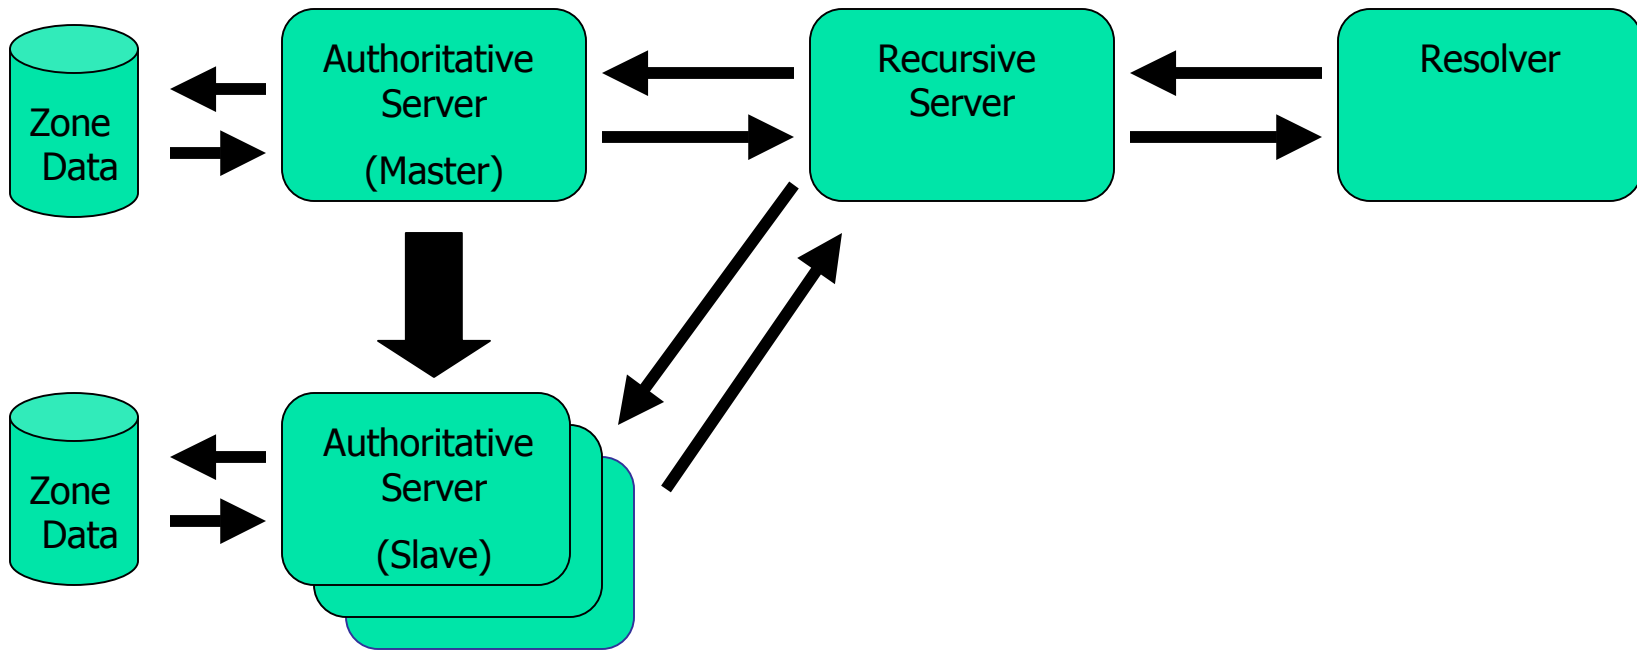 Zone
Data
Authoritative
Server
(Master)
Recursive
Server
Resolver
Zone
Data
Authoritative
Server
(Slave)